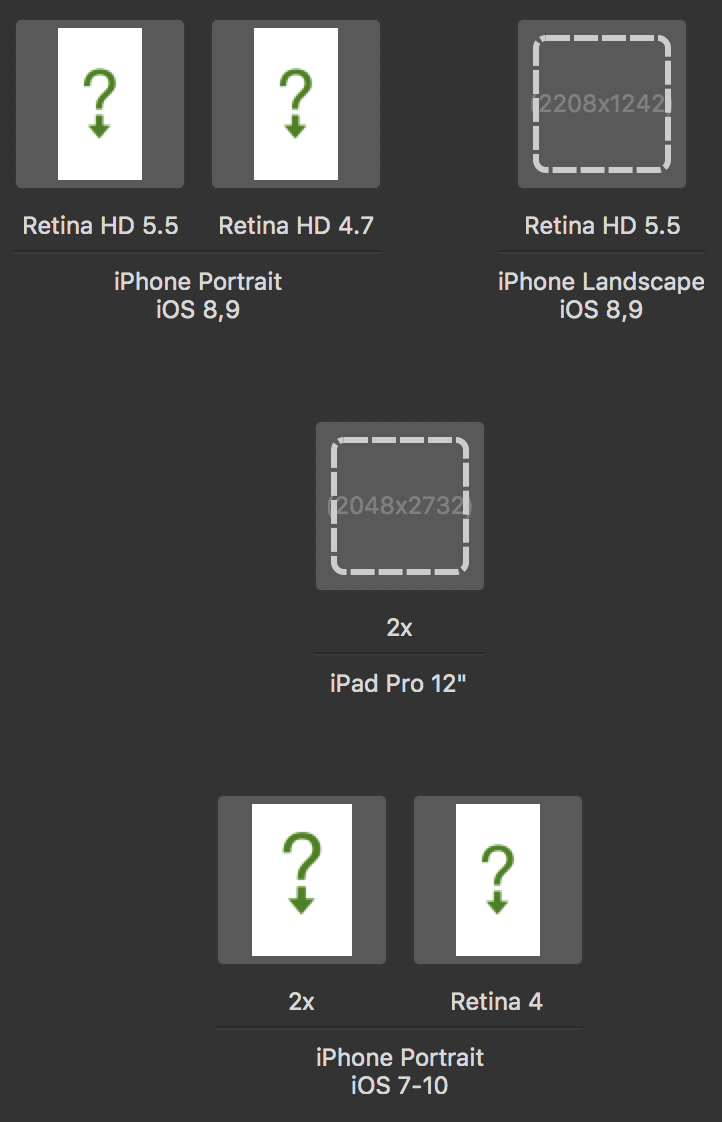 (2208x1242)
Retina HD 5.5
Retina HD 4.7
Retina HD 5.5
iPhone Portrait
iOS 8,9
iPhone Landscape
iOS 8,9
(2048x2732)
2x
iPad Pro 12"
?
?
?
?
2x
Retina 4
iPhone Portrait
iOS 7-10